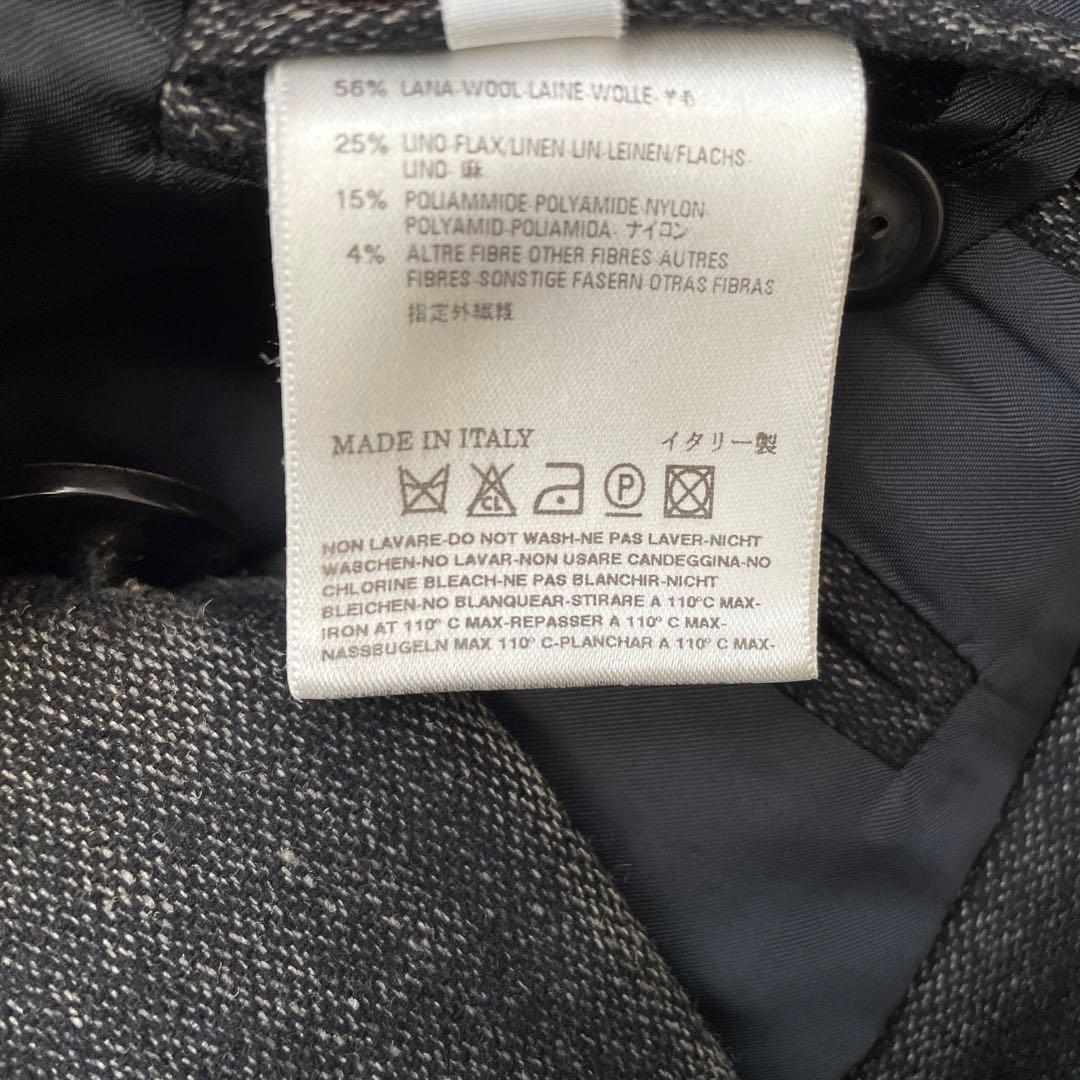 56% LANA-WOOL-LAINE-WOLLE-羊毛
25% LINO-FLAX/LINEN-LIN-LEINEN/FLACHS-
LINO- 麻
15% POLIAMMIDE-POLYAMIDE-NYLON-
POLYAMID-POLIAMIDA- ナイロン
4% ALTRE FIBRE-OTHER FIBRES-AUTRES
FIBRES-SONSTIGE FASERN OTRAS FIBRAS
指定外繊維
MADE IN ITALY イタリー製
CL P
NON LAVARE-DO NOT WASH-NE PAS LAVER-NICHT
WASCHEN-NO LAVAR-NON USARE CANDEGGINA-NO
CHLORINE BLEACH-NE PAS BLANCHIR-NICHT
BLEICHEN-NO BLANQUEAR-STIRARE A 110°C MAX-
IRON AT 110° C MAX-REPASSER A 110° C MAX-
NASSBUGELN MAX 110° C-PLANCHAR A 110° C MAX-